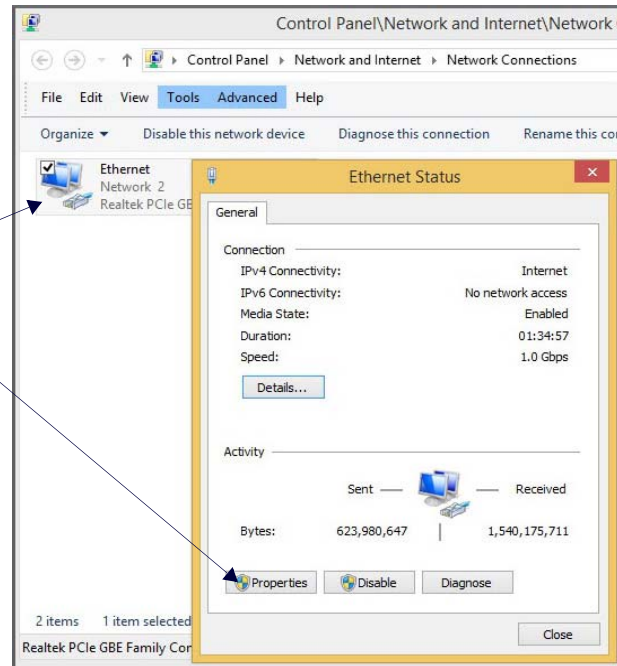 Control Panel\Network and Internet\Network
Control Panel Network and Internet Network Connections
File Edit View Tools Advanced Help
Organize Disable this network device Diagnose this connection Rename this co
Ethernet
Network 2
Realtek PCIe GB
Ethernet Status
General
Connection
IPv4 Connectivity: Internet
IPv6 Connectivity: No network access
Media State: Enabled
Duration: 01:34:57
Speed: 1.0 Gbps
Details...
Activity
Sent — — Received
Bytes: 623,980,647 1,540,175,711
Properties Disable Diagnose
Close
2 items 1 item selected
Realtek PCIe GBE Family Con